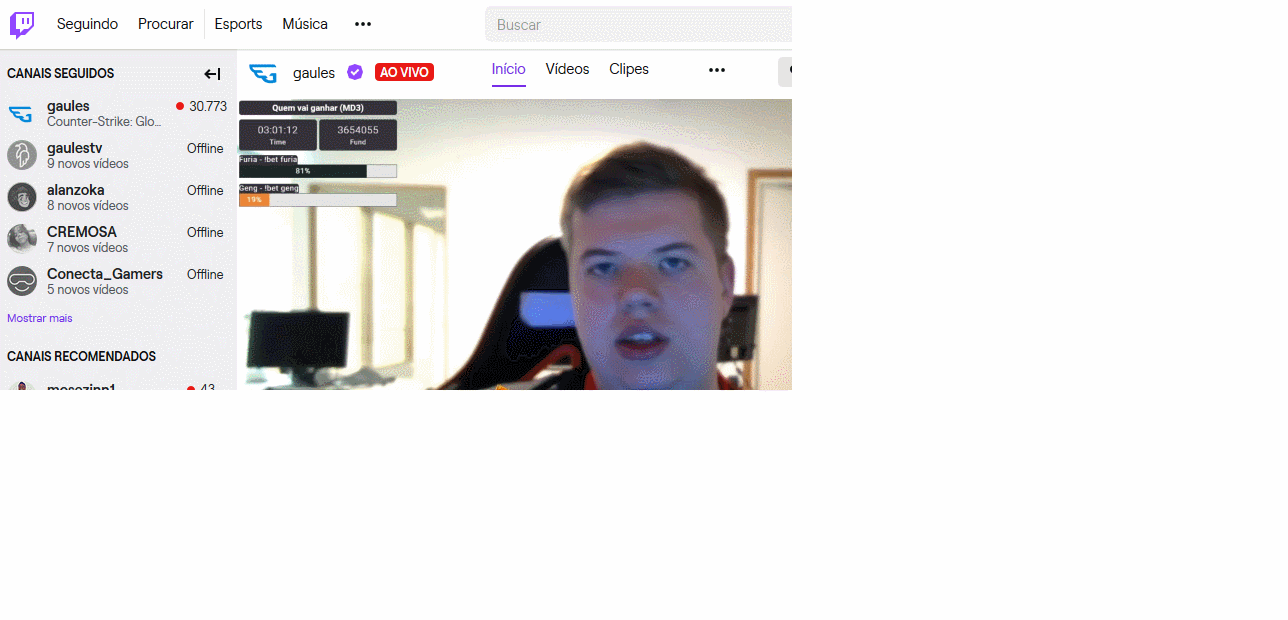 Seguindo Procurar Esports Música
Buscar
CANAIS SEGUIDOS
gaules 30.773
Counter-Strike: Glo...
gaulestv Offline
9 novos vídeos
alanzoka Offline
8 novos vídeos
CREMOSA Offline
7 novos vídeos
Conecta_Gamers Offline
5 novos vídeos
Mostrar mais
CANAIS RECOMENDADOS
43
gaules AO VIVO Início Vídeos Clipes
Quem vai ganhar (MD3)
03:01:12 3654055
Time Fund
Furia - !bet furia
81%
Geng - !bet geng
19%